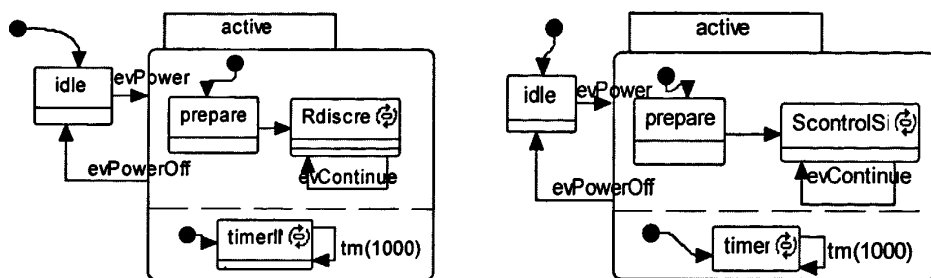 active
idle
evPower
prepare
Rdiscre
evPowerOff
evContinue
timerIf
tm(1000)
active
idle
evPower
prepare
ScontrolSi
evPowerOff
evContinue
timer
tm(1000)